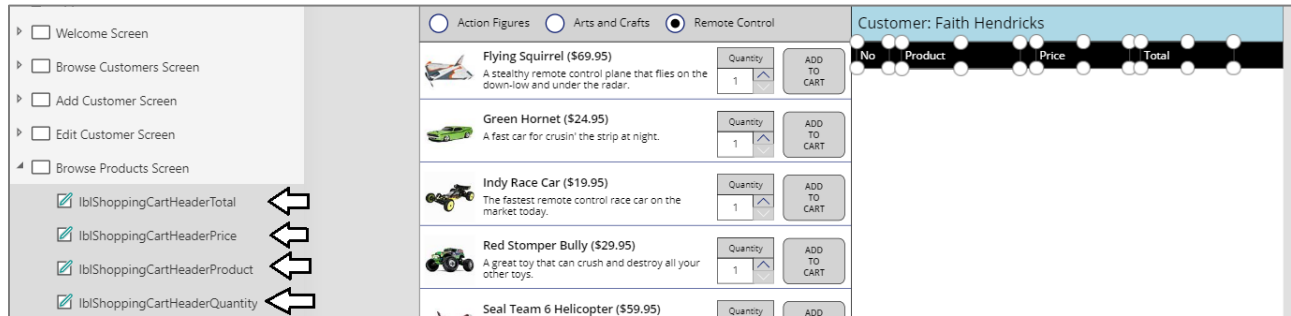 Welcome Screen
Browse Customers Screen
Add Customer Screen
Edit Customer Screen
Browse Products Screen
lblShoppingCartHeaderTotal
lblShoppingCartHeaderPrice
lblShoppingCartHeaderProduct
lblShoppingCartHeaderQuantity
Action Figures Arts and Crafts Remote Control
Flying Squirrel ($69.95)
A stealthy remote control plane that flies on the
down-low and under the radar.
Quantity
1
ADD
TO
CART
Green Hornet ($24.95)
A fast car for crusin' the strip at night.
Quantity
1
ADD
TO
CART
Indy Race Car ($19.95)
The fastest remote control race car on the
market today.
Quantity
1
ADD
TO
CART
Red Stomper Bully ($29.95)
A great toy that can crush and destroy all your
other toys.
Quantity
1
ADD
TO
CART
Seal Team 6 Helicopter ($59.95)
Quantity
ADD
Customer: Faith Hendricks
No Product Price Total